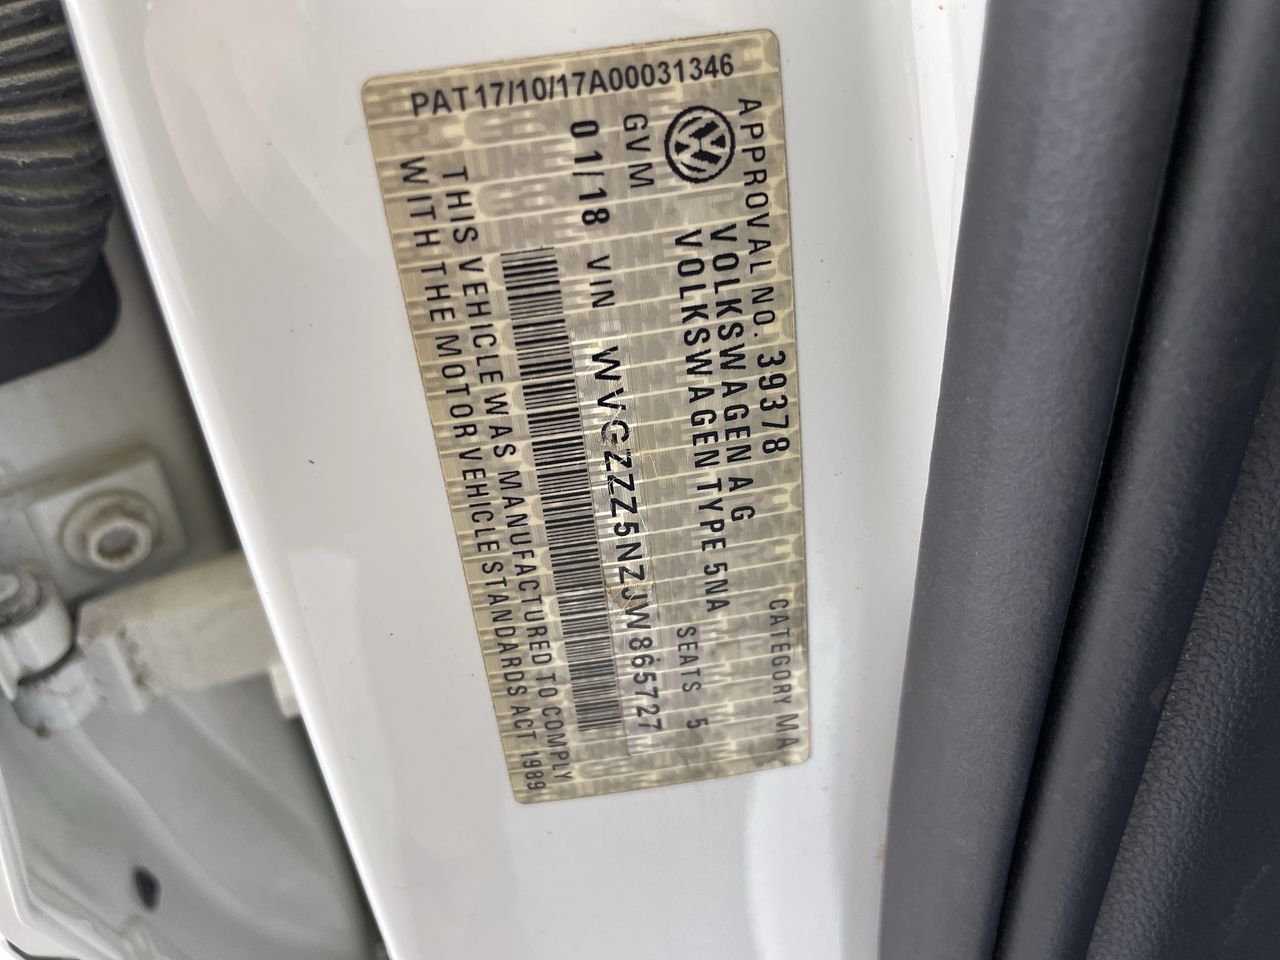 PAT17/10/17A00031346
APPROVAL NO. 39378 CATEGORY MA
VOLKSWAGEN AG
VOLKSWAGEN TYPE 5NA SEATS 5
GVM
01/18 VIN WVGZZZ5NZJW865727
THIS VEHICLE WAS MANUFACTURED TO COMPLY
WITH THE MOTOR VEHICLE STANDARDS ACT 1989